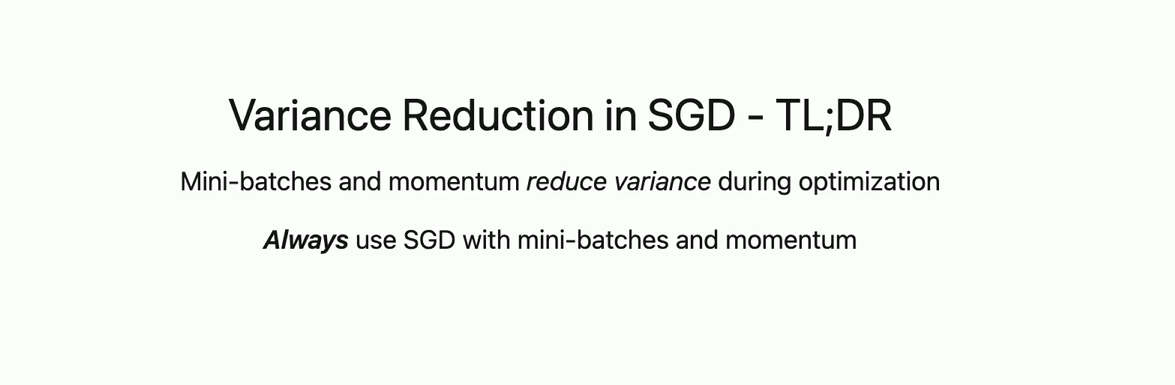 Variance Reduction in SGD - TL;DR
Mini-batches and momentum reduce variance during optimization
Always use SGD with mini-batches and momentum